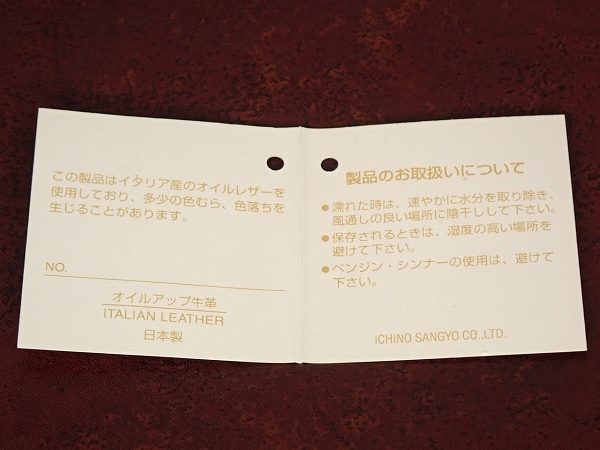 この製品はイタリア産のオイルレザーを
使用しており、多少の色むら、色落ちを
生じることがあります。
NO.
オイルアップ牛革
ITALIAN LEATHER
日本製
製品のお取扱いについて
●濡れた時は、速やかに水分を取り除き、
風通しの良い場所に陰干しして下さい。
●保存されるときは、湿度の高い場所を
避けて下さい。
●ベンジン・シンナーの使用は、避けて
下さい。
ICHINO SANGYO CO.,LTD.